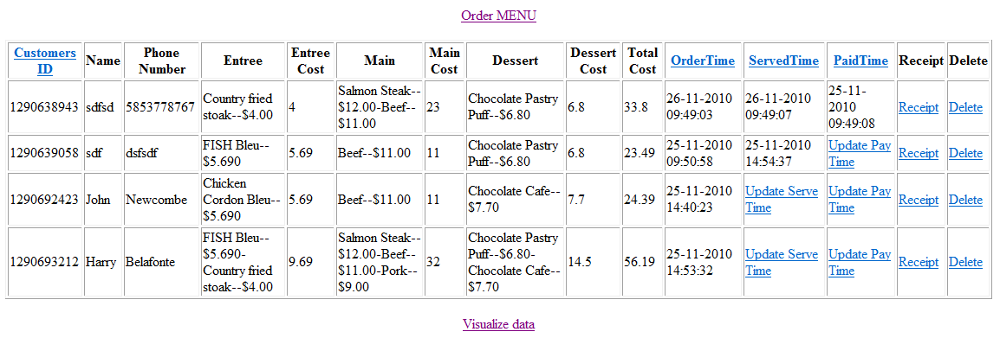 Order MENU
Customers ID Name Phone Number Entree Entree Cost Main Main Cost Dessert Dessert Cost Total Cost OrderTime ServedTime PaidTime Receipt Delete
1290638943 sdfsd 5853778767 Country fried stoak--$4.00 4 Salmon Steak--$12.00-Beef--$11.00 23 Chocolate Pastry Puff--$6.80 6.8 33.8 26-11-2010 09:49:03 26-11-2010 09:49:07 25-11-2010 09:49:08 Receipt Delete
1290639058 sdf dsfsdf FISH Bleu--$5.690 5.69 Beef--$11.00 11 Chocolate Pastry Puff--$6.80 6.8 23.49 25-11-2010 09:50:58 25-11-2010 14:54:37 Update Pay Time Receipt Delete
1290692423 John Newcombe Chicken Cordon Bleu--$5.690 5.69 Beef--$11.00 11 Chocolate Cafe--$7.70 7.7 24.39 25-11-2010 14:40:23 Update Serve Time Update Pay Time Receipt Delete
1290693212 Harry Belafonte FISH Bleu--$5.690-Country fried stoak--$4.00 9.69 Salmon Steak--$12.00-Beef--$11.00-Pork--$9.00 32 Chocolate Pastry Puff--$6.80-Chocolate Cafe--$7.70 14.5 56.19 25-11-2010 14:53:32 Update Serve Time Update Pay Time Receipt Delete
Visualize data